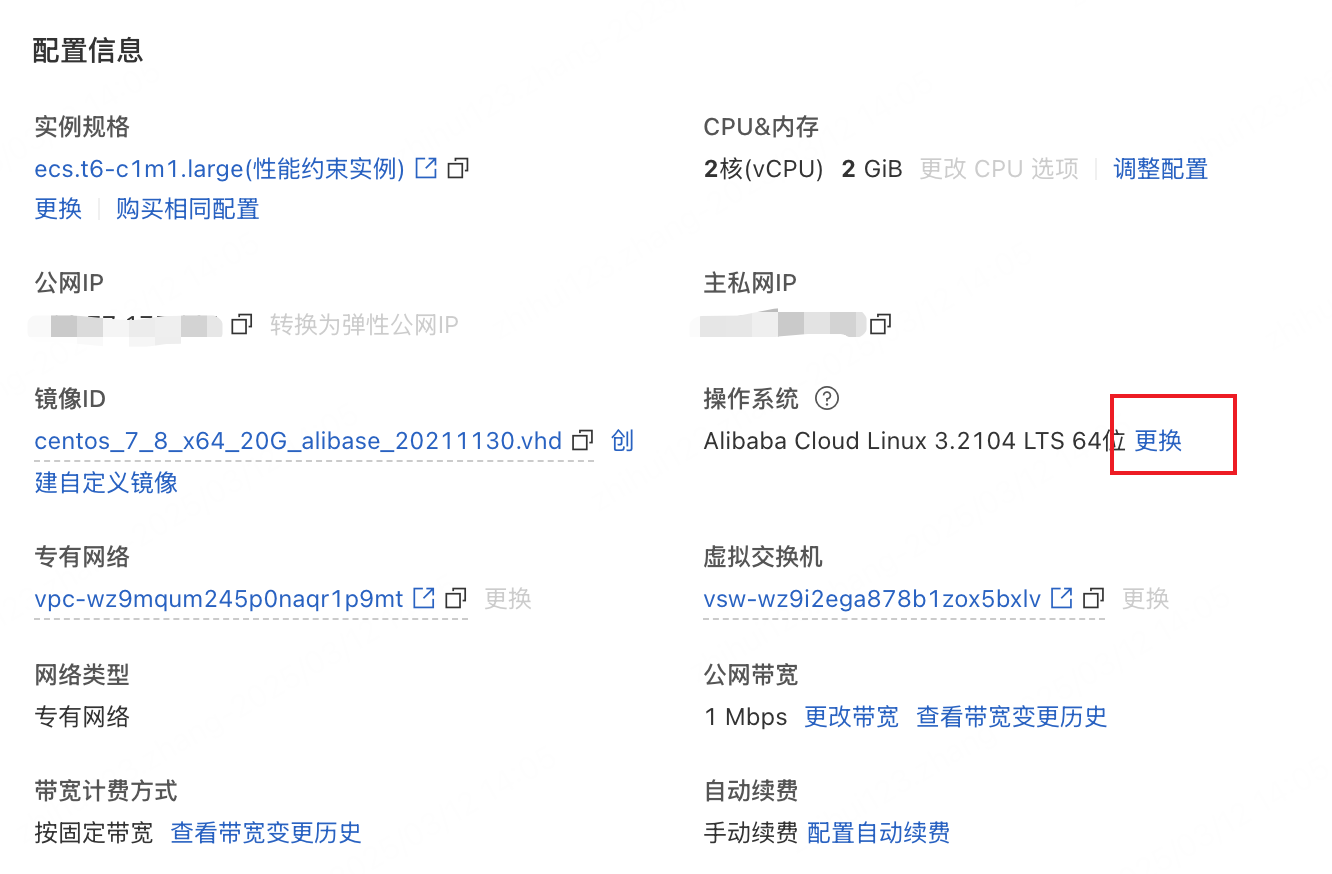 配置信息
实例规格
ecs.t6-c1m1.large(性能约束实例)
更换 购买相同配置
CPU&内存
2核(vCPU) 2 GiB 更改 CPU 选项 调整配置
公网IP
转换为弹性公网IP
主私网IP
镜像ID
centos_7_8_x64_20G_alibase_20211130.vhd 创
建自定义镜像
操作系统
Alibaba Cloud Linux 3.2104 LTS 64位 更换
专有网络
vpc-wz9mqum245p0naqr1p9mt 更换
虚拟交换机
vsw-wz9i2ega878b1zox5bxlv 更换
网络类型
专有网络
公网带宽
1 Mbps 更改带宽 查看带宽变更历史
带宽计费方式
按固定带宽 查看带宽变更历史
自动续费
手动续费 配置自动续费